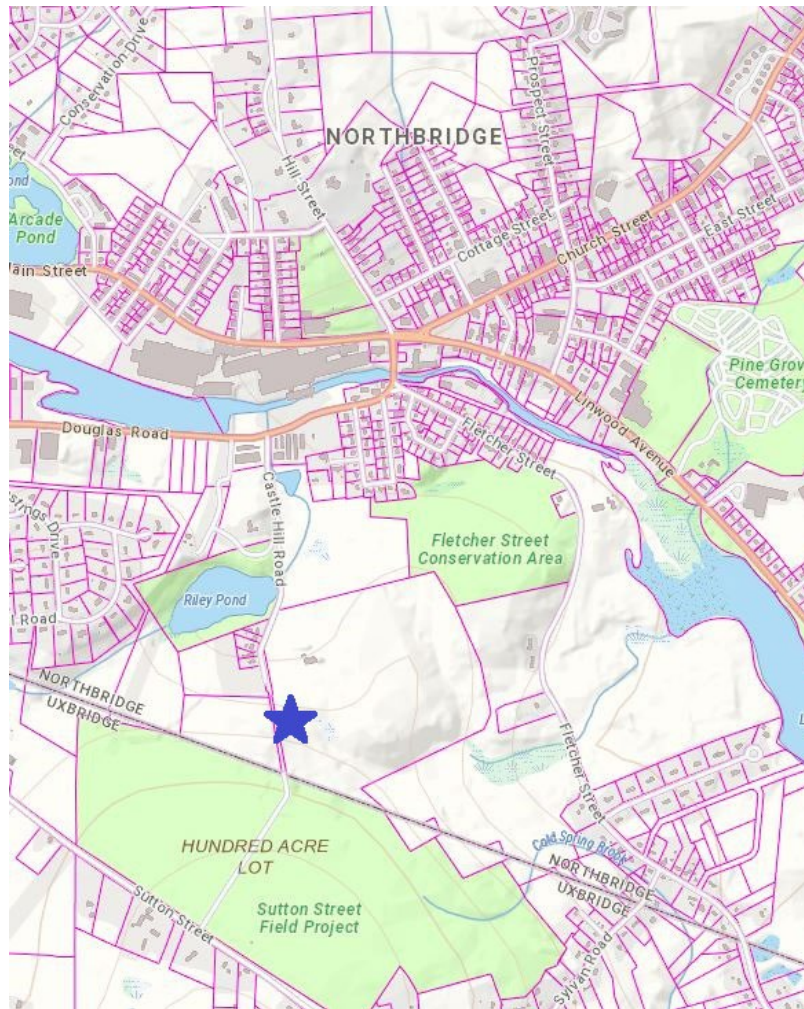 Conservation Drive
Prospect Street
NORTHBRIDGE
Hill Street
Arcade
Pond
Cottage Street
Church Street
East Street
Main Street
Pine Grove
Cemetery
Linwood Avenue
Douglas Road
Fletcher Street
Castle Hill Road
Fletcher Street
Conservation Area
Riley Pond
Road
NORTHBRIDGE
UXBRIDGE
Fletcher Street
Cold Spring Brook
NORTHBRIDGE
UXBRIDGE
HUNDRED ACRE
LOT
Sutton Street
Sutton Street
Field Project
Sylvan Road